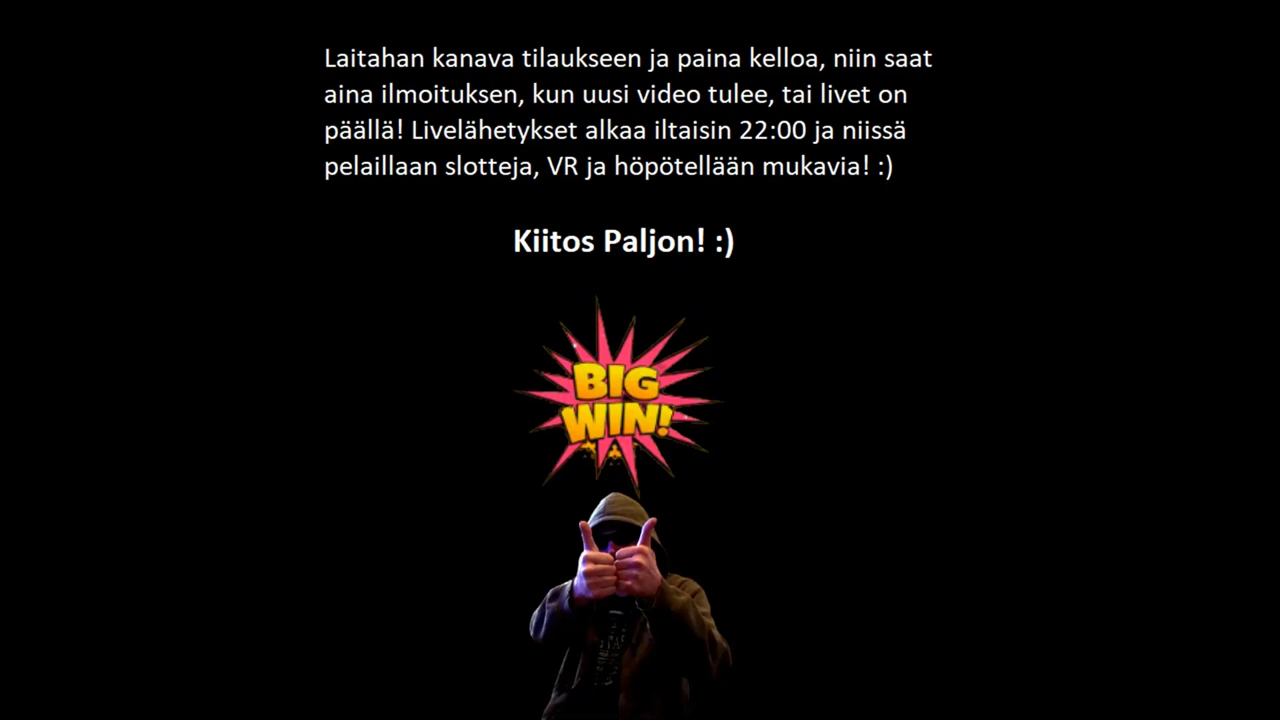 Laitahan kanava tilaukseen ja paina kelloa, niin saat
aina ilmoituksen, kun uusi video tulee, tai livet on
päällä! Livelähetykset alkaa iltaisin 22:00 ja niissä
pelaillaan slotteja, VR ja höpötellään mukavia! :)
Kiitos Paljon! :)
BIG
WIN!